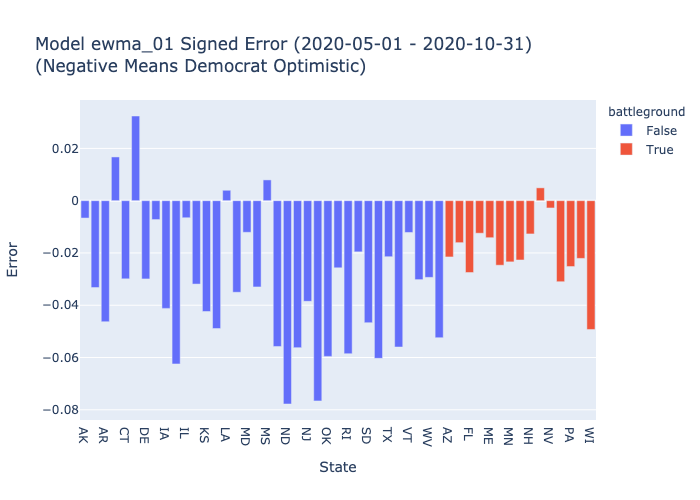 Model ewma_01 Signed Error (2020-05-01 - 2020-10-31)
(Negative Means Democrat Optimistic)
battleground
False
True
0.02
0
−0.02
−0.04
−0.06
−0.08
Error
AK AR CT DE IA IL KS LA MD MS ND NJ OK RI SD TX VT WV AZ FL ME MN NH NV PA WI
State